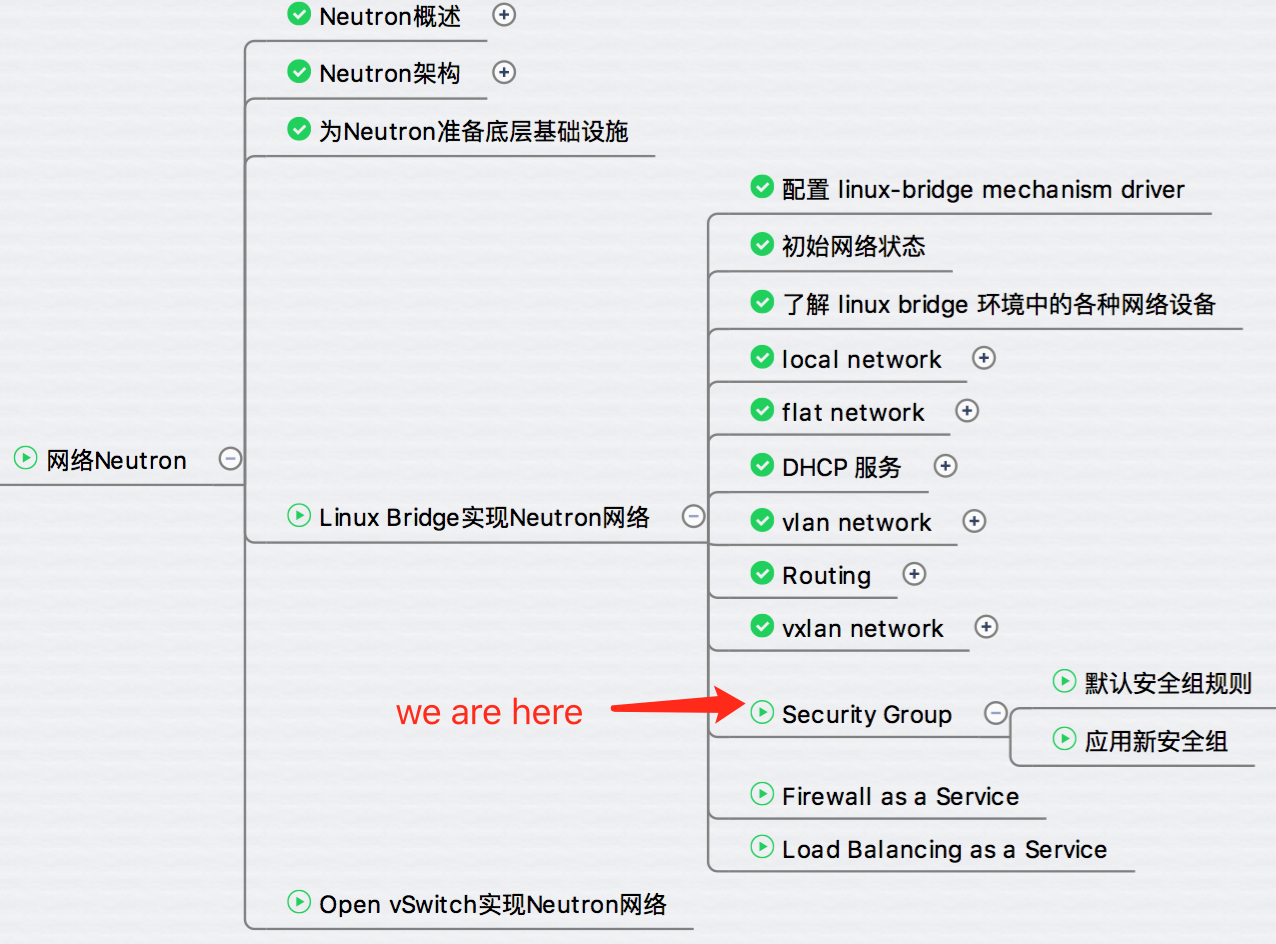 Neutron概述
Neutron架构
为Neutron准备底层基础设施
配置 linux-bridge mechanism driver
初始网络状态
了解 linux bridge 环境中的各种网络设备
local network
flat network
DHCP 服务
网络Neutron
Linux Bridge实现Neutron网络
vlan network
Routing
vxlan network
we are here
Security Group
默认安全组规则
应用新安全组
Firewall as a Service
Load Balancing as a Service
Open vSwitch实现Neutron网络